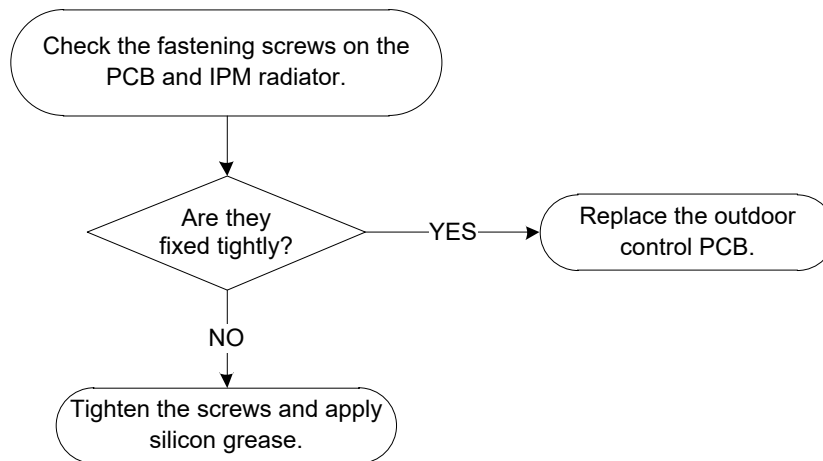 Check the fastening screws on the
PCB and IPM radiator.
Are they
fixed tightly?
YES
Replace the outdoor
control PCB.
NO
Tighten the screws and apply
silicon grease.